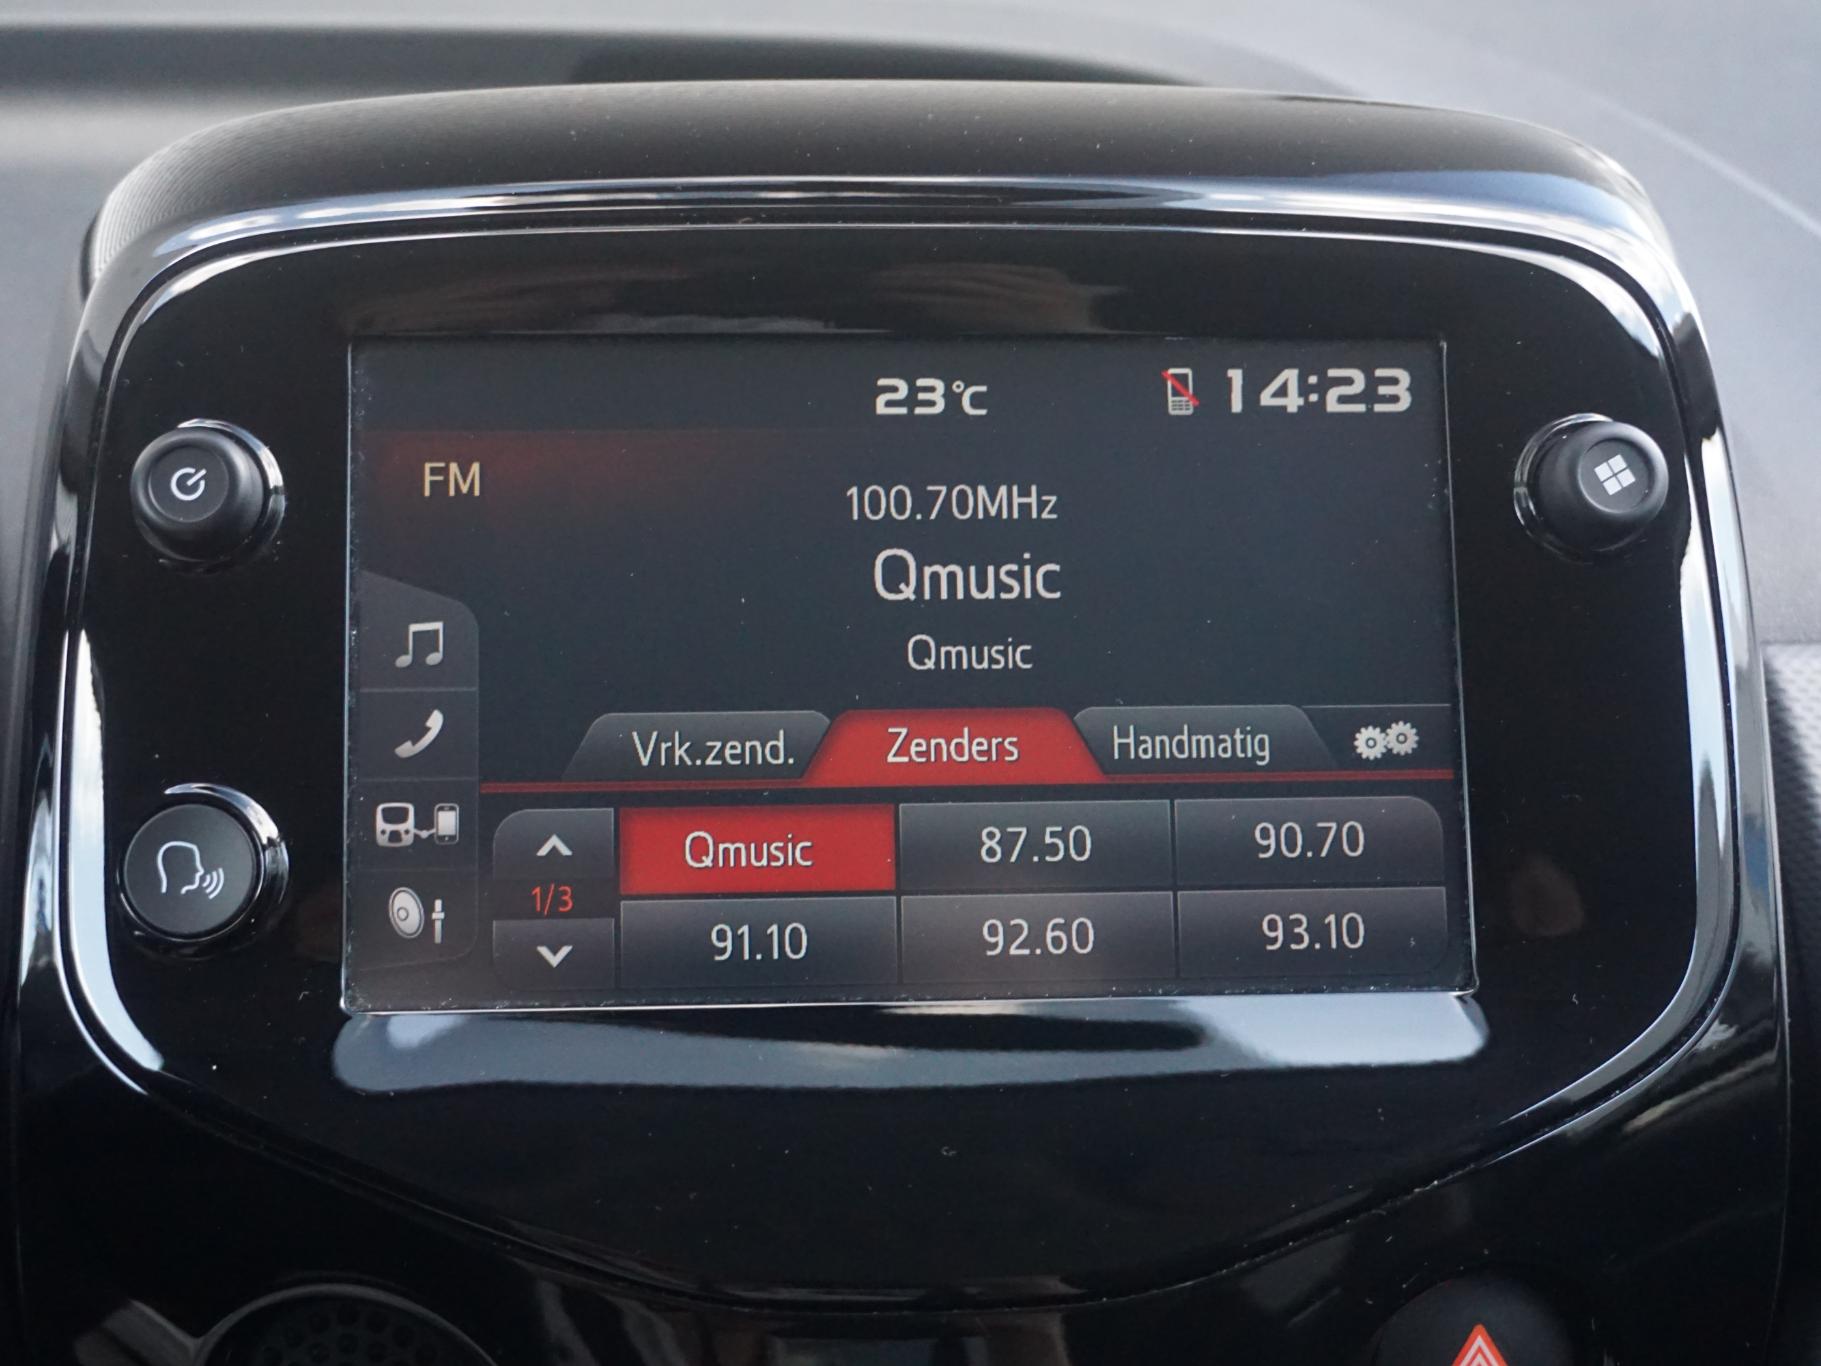 23°C 14:23
FM
100.70MHz
Qmusic
Qmusic
Vrk.zend. Zenders Handmatig
Qmusic 87.50 90.70
1/3
91.10 92.60 93.10